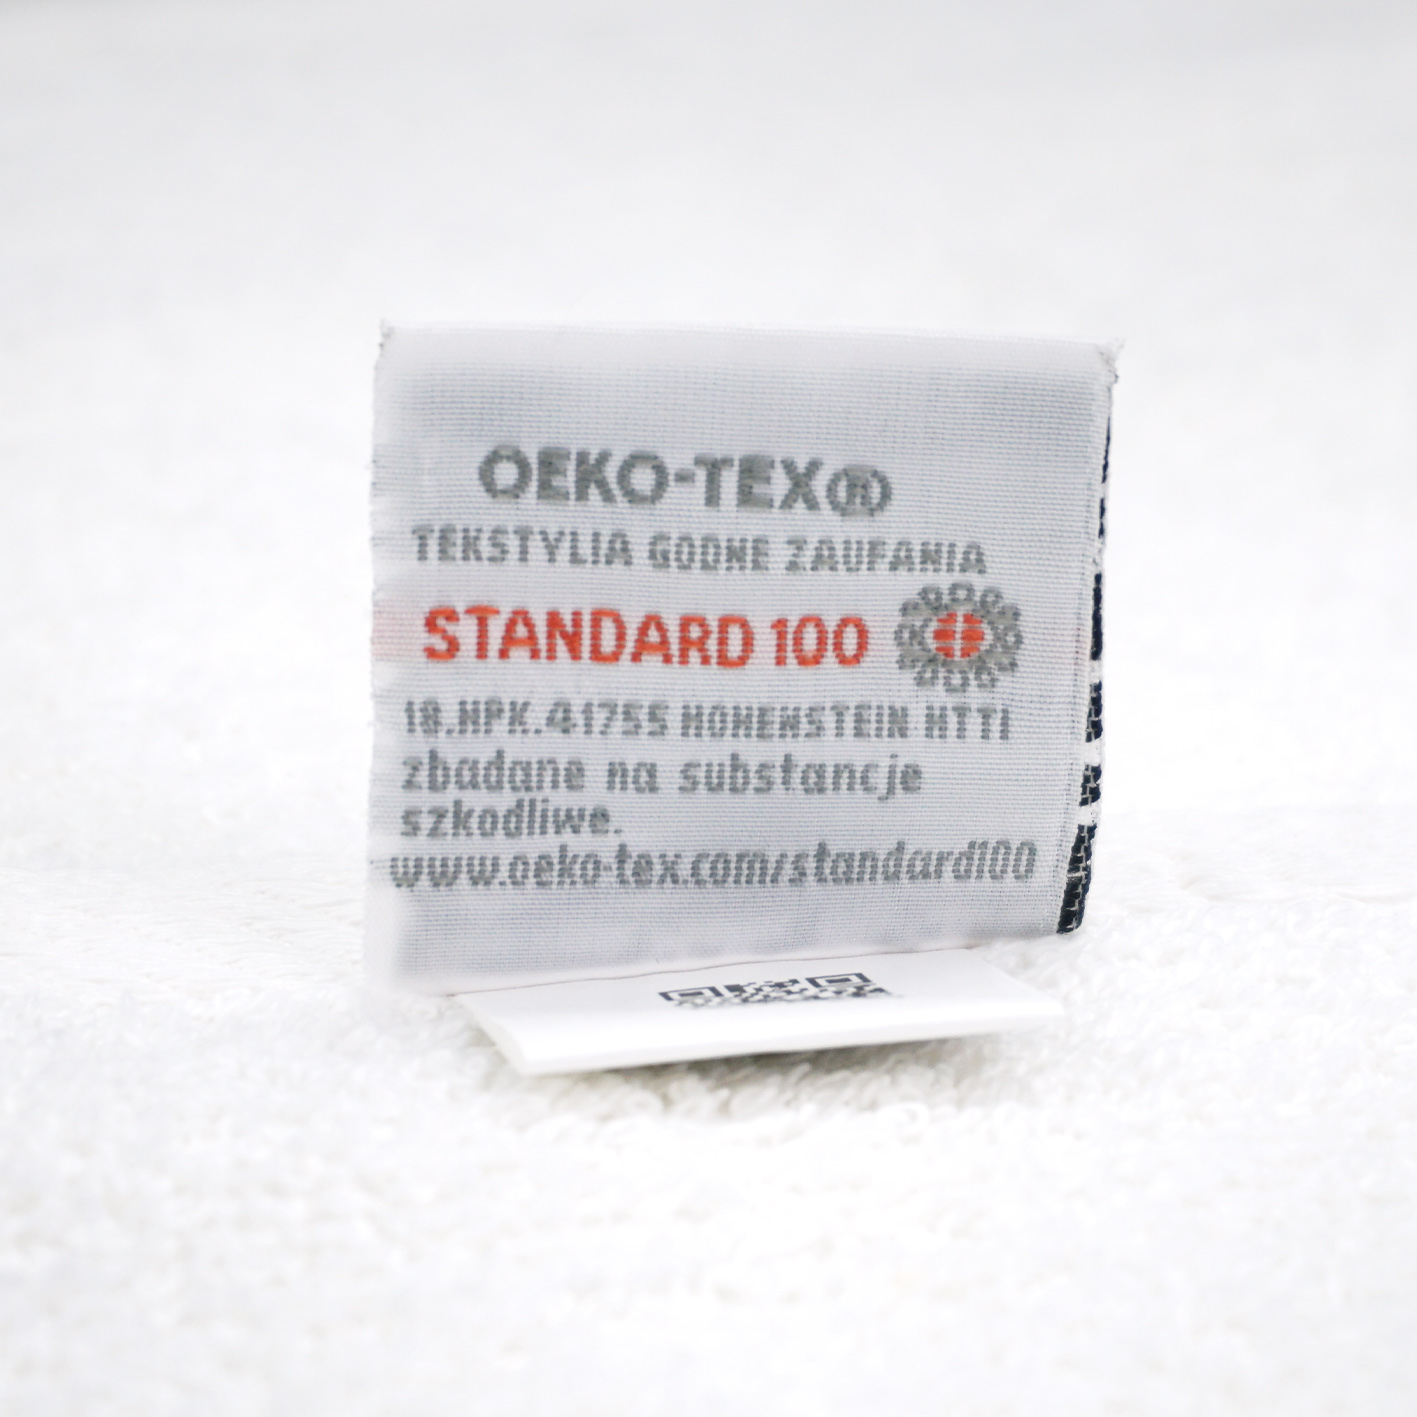 OEKO-TEX®
TEKSTYLIA GODNE ZAUFANIA
STANDARD 100
18.HPK.41755 HOHENSTEIN HTTI
zbadane na substancje
szkodliwe.
www.oeko-tex.com/standard100